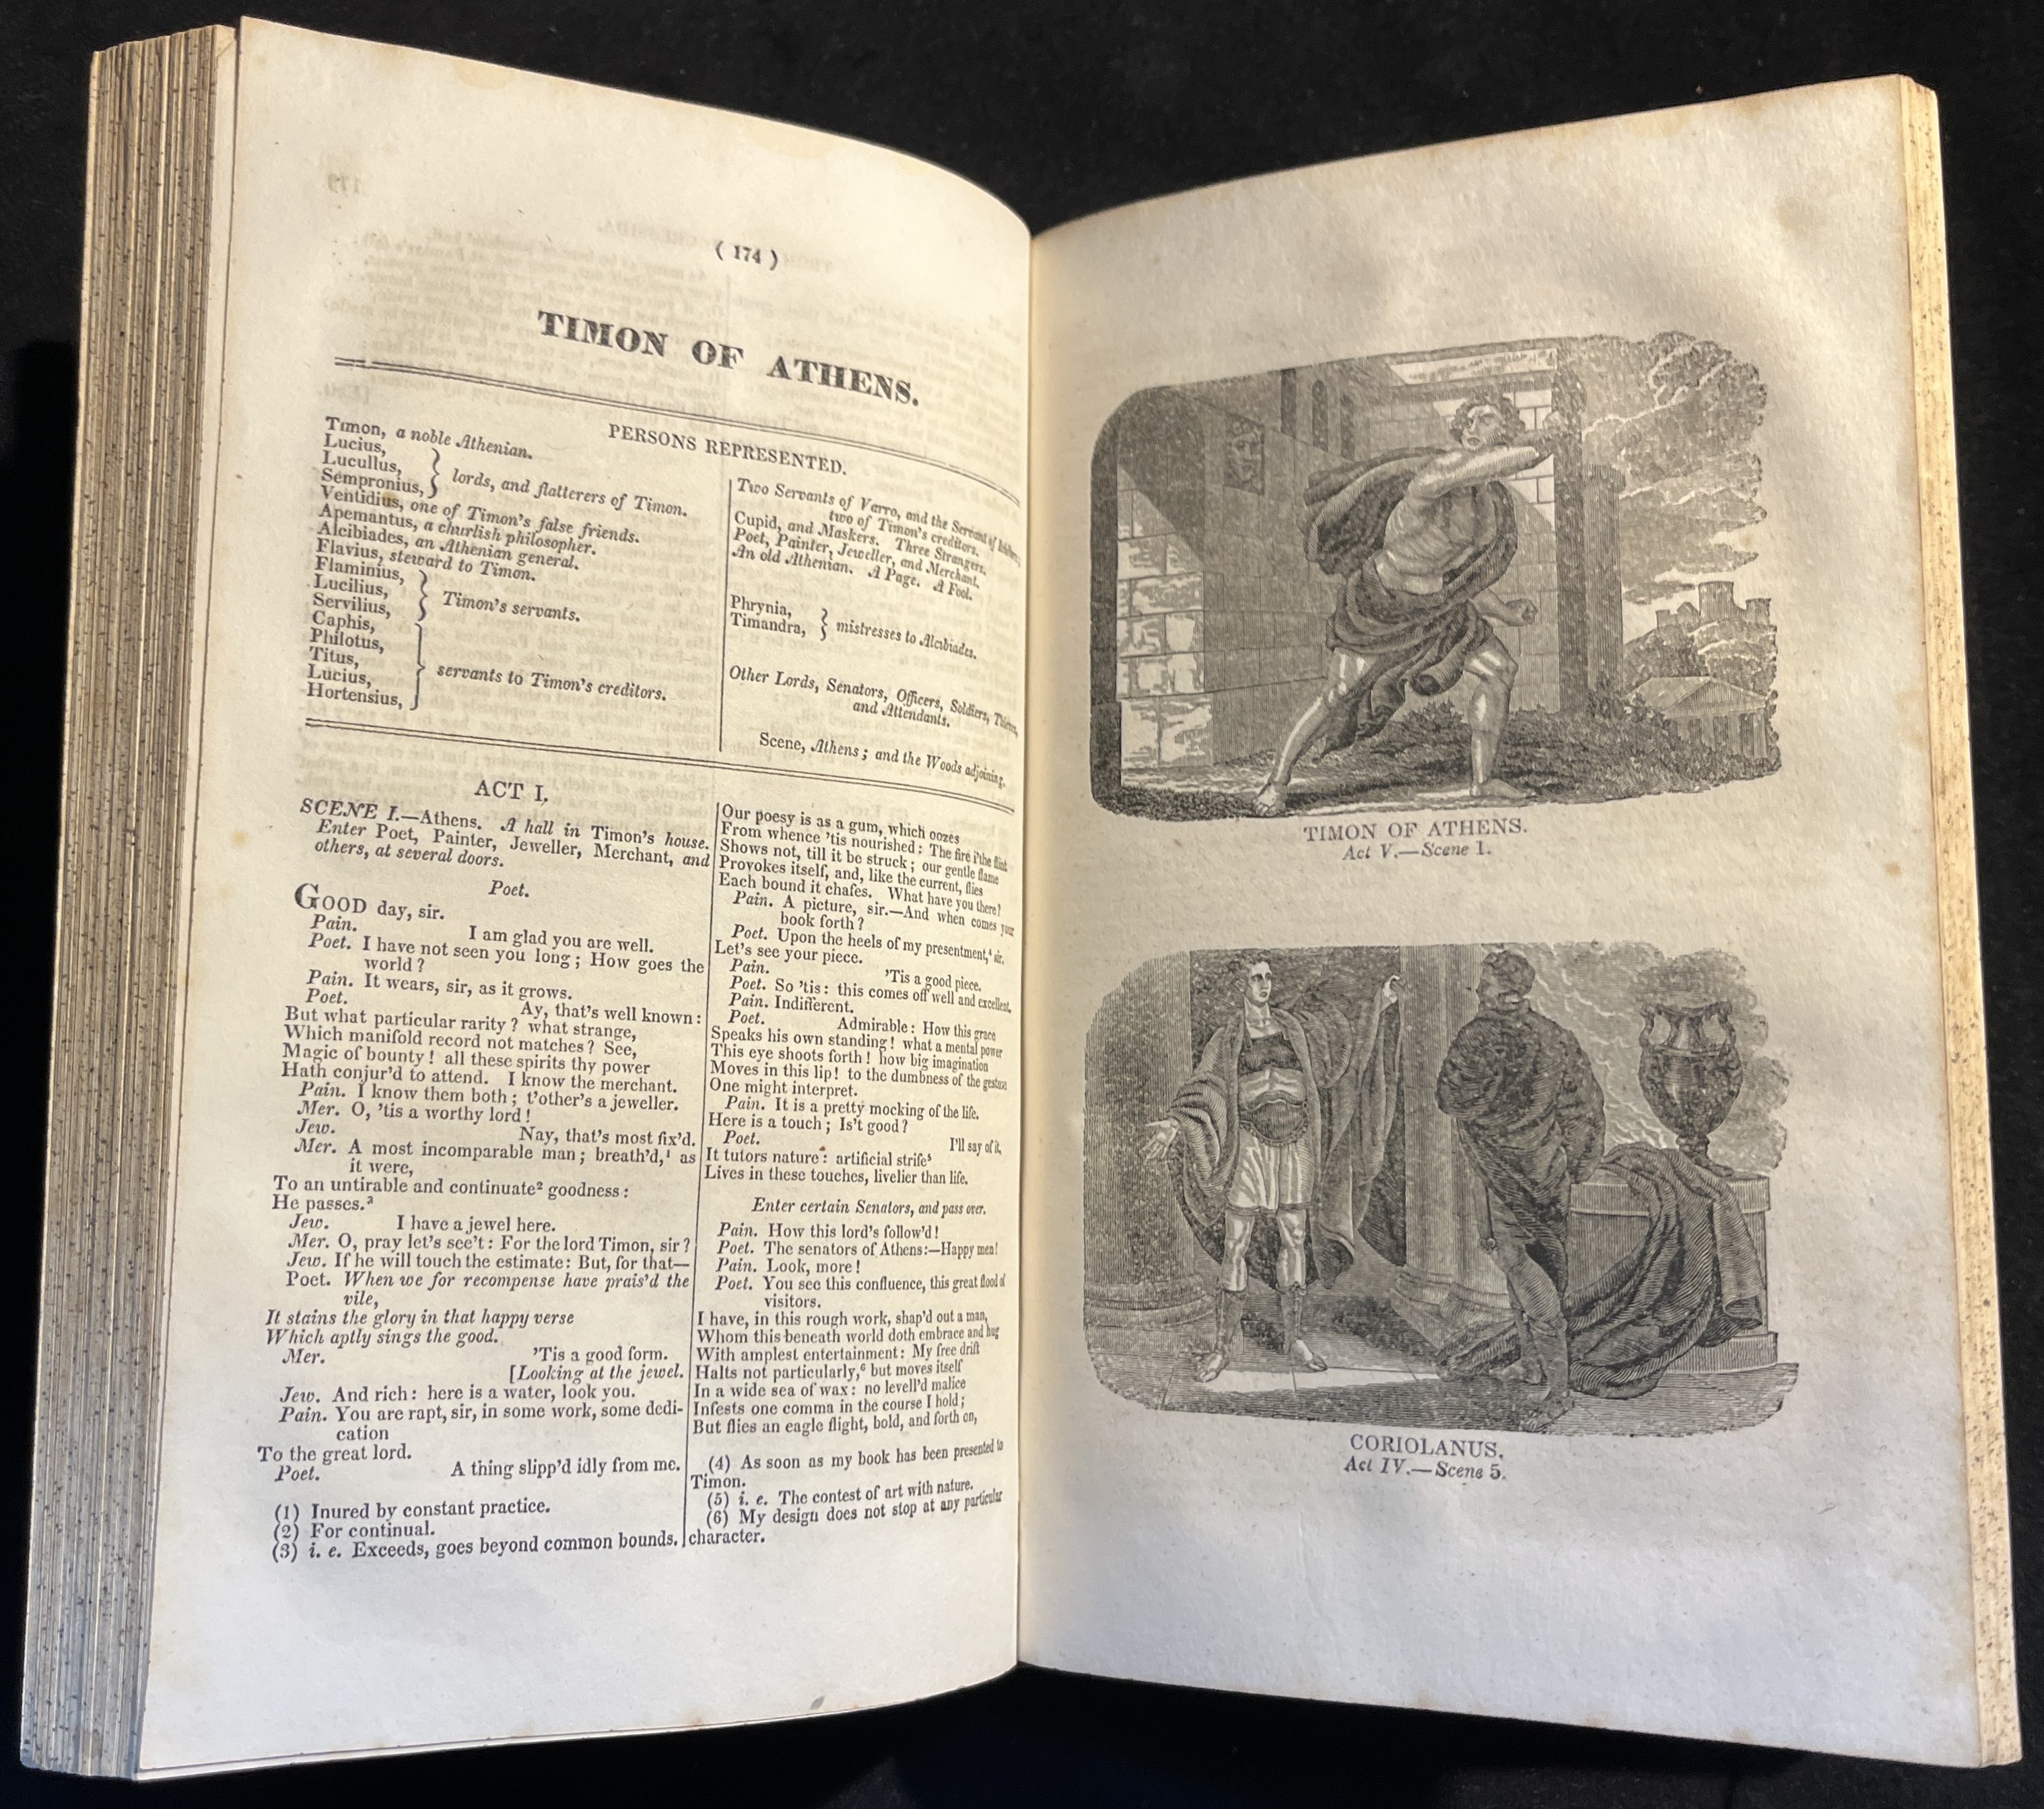 ( 174 )
TIMON OF ATHENS.
PERSONS REPRESENTED.
Timon, a noble Athenian.
Lucius,
Lucullus,
Sempronius,
} lords, and flatterers of Timon.
Ventidius, one of Timon's false friends.
Apemantus, a churlish philosopher.
Alcibiades, an Athenian general.
Flavius, steward to Timon.
Flaminius,
Lucilius,
Servilius,
} Timon's servants.
Caphis,
Philotus,
Titus,
Lucius,
Hortensius,
} servants to Timon's creditors.
Two Servants of Varro, and the Servant of
two of Timon's creditors.
Cupid, and Maskers. Three Strangers.
Poet, Painter, Jeweller, and Merchant.
An old Athenian. A Page. A Fool.
Phrynia,
Timandra,
} mistresses to Alcibiades.
Other Lords, Senators, Officers, Soldiers, Thieves,
and Attendants.
Scene, Athens; and the Woods adjoining.
ACT I.
SCENE I.—Athens. A hall in Timon's house.
Enter Poet, Painter, Jeweller, Merchant, and
others, at several doors.
Poet.
GOOD day, sir.
Pain. I am glad you are well.
Poet. I have not seen you long; How goes the
world?
Pain. It wears, sir, as it grows.
Poet. Ay, that's well known:
But what particular rarity? what strange,
Which manifold record not matches? See,
Magic of bounty! all these spirits thy power
Hath conjur'd to attend. I know the merchant.
Pain. I know them both; t'other's a jeweller.
Mer. O, 'tis a worthy lord!
Jew. Nay, that's most fix'd.
Mer. A most incomparable man; breath'd,¹ as
it were,
To an untirable and continuate² goodness:
He passes.³
Jew. I have a jewel here.
Mer. O, pray let's see't: For the lord Timon, sir?
Jew. If he will touch the estimate: But, for that—
Poet. When we for recompense have prais'd the
vile,
It stains the glory in that happy verse
Which aptly sings the good.
Mer. 'Tis a good form.
[Looking at the jewel.
Jew. And rich: here is a water, look you.
Pain. You are rapt, sir, in some work, some dedi-
cation
To the great lord.
Poet. A thing slipp'd idly from me.
(1) Inured by constant practice.
(2) For continual.
(3) i. e. Exceeds, goes beyond common bounds.
Our poesy is as a gum, which oozes
From whence 'tis nourished: The fire i'the flint
Shows not, till it be struck; our gentle flame
Provokes itself, and, like the current, flies
Each bound it chafes. What have you there?
Pain. A picture, sir.—And when comes your
book forth?
Poet. Upon the heels of my presentment,⁴ sir.
Let's see your piece.
Pain. 'Tis a good piece.
Poet. So 'tis: this comes off well and excellent.
Pain. Indifferent.
Poet. Admirable: How this grace
Speaks his own standing! what a mental power
This eye shoots forth! how big imagination
Moves in this lip! to the dumbness of the gesture
One might interpret.
Pain. It is a pretty mocking of the life.
Here is a touch; Is't good?
Poet. I'll say of it,
It tutors nature: artificial strife⁵
Lives in these touches, livelier than life.
Enter certain Senators, and pass over.
Pain. How this lord's follow'd!
Poet. The senators of Athens:—Happy men!
Pain. Look, more!
Poet. You see this confluence, this great flood of
visitors.
I have, in this rough work, shap'd out a man,
Whom this beneath world doth embrace and hug
With amplest entertainment: My free drift
Halts not particularly,⁶ but moves itself
In a wide sea of wax: no levell'd malice
Infests one comma in the course I hold;
But flies an eagle flight, bold, and forth on,
(4) As soon as my book has been presented to
Timon.
(5) i. e. The contest of art with nature.
(6) My design does not stop at any particular
character.
TIMON OF ATHENS.
Act V.—Scene 1.
CORIOLANUS.
Act IV.—Scene 5.